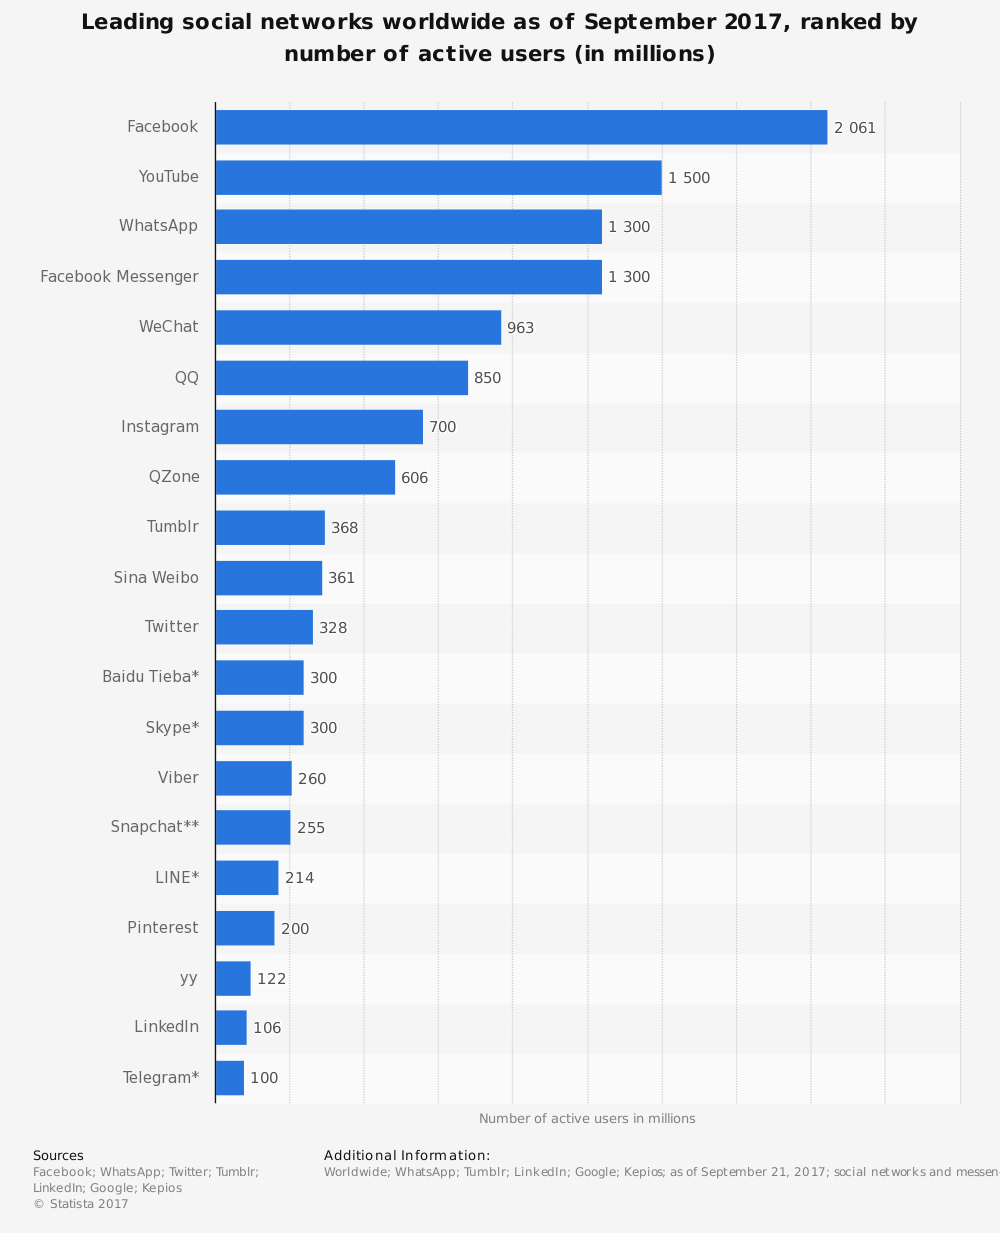 Leading social networks worldwide as of September 2017, ranked by
number of active users (in millions)
Facebook 2 061
YouTube 1 500
WhatsApp 1 300
Facebook Messenger 1 300
WeChat 963
QQ 850
Instagram 700
QZone 606
Tumblr 368
Sina Weibo 361
Twitter 328
Baidu Tieba* 300
Skype* 300
Viber 260
Snapchat** 255
LINE* 214
Pinterest 200
yy 122
LinkedIn 106
Telegram* 100
Number of active users in millions
Sources
Facebook; WhatsApp; Twitter; Tumblr;
LinkedIn; Google; Kepios
© Statista 2017
Additional Information:
Worldwide; WhatsApp; Tumblr; LinkedIn; Google; Kepios; as of September 21, 2017; social networks and messen